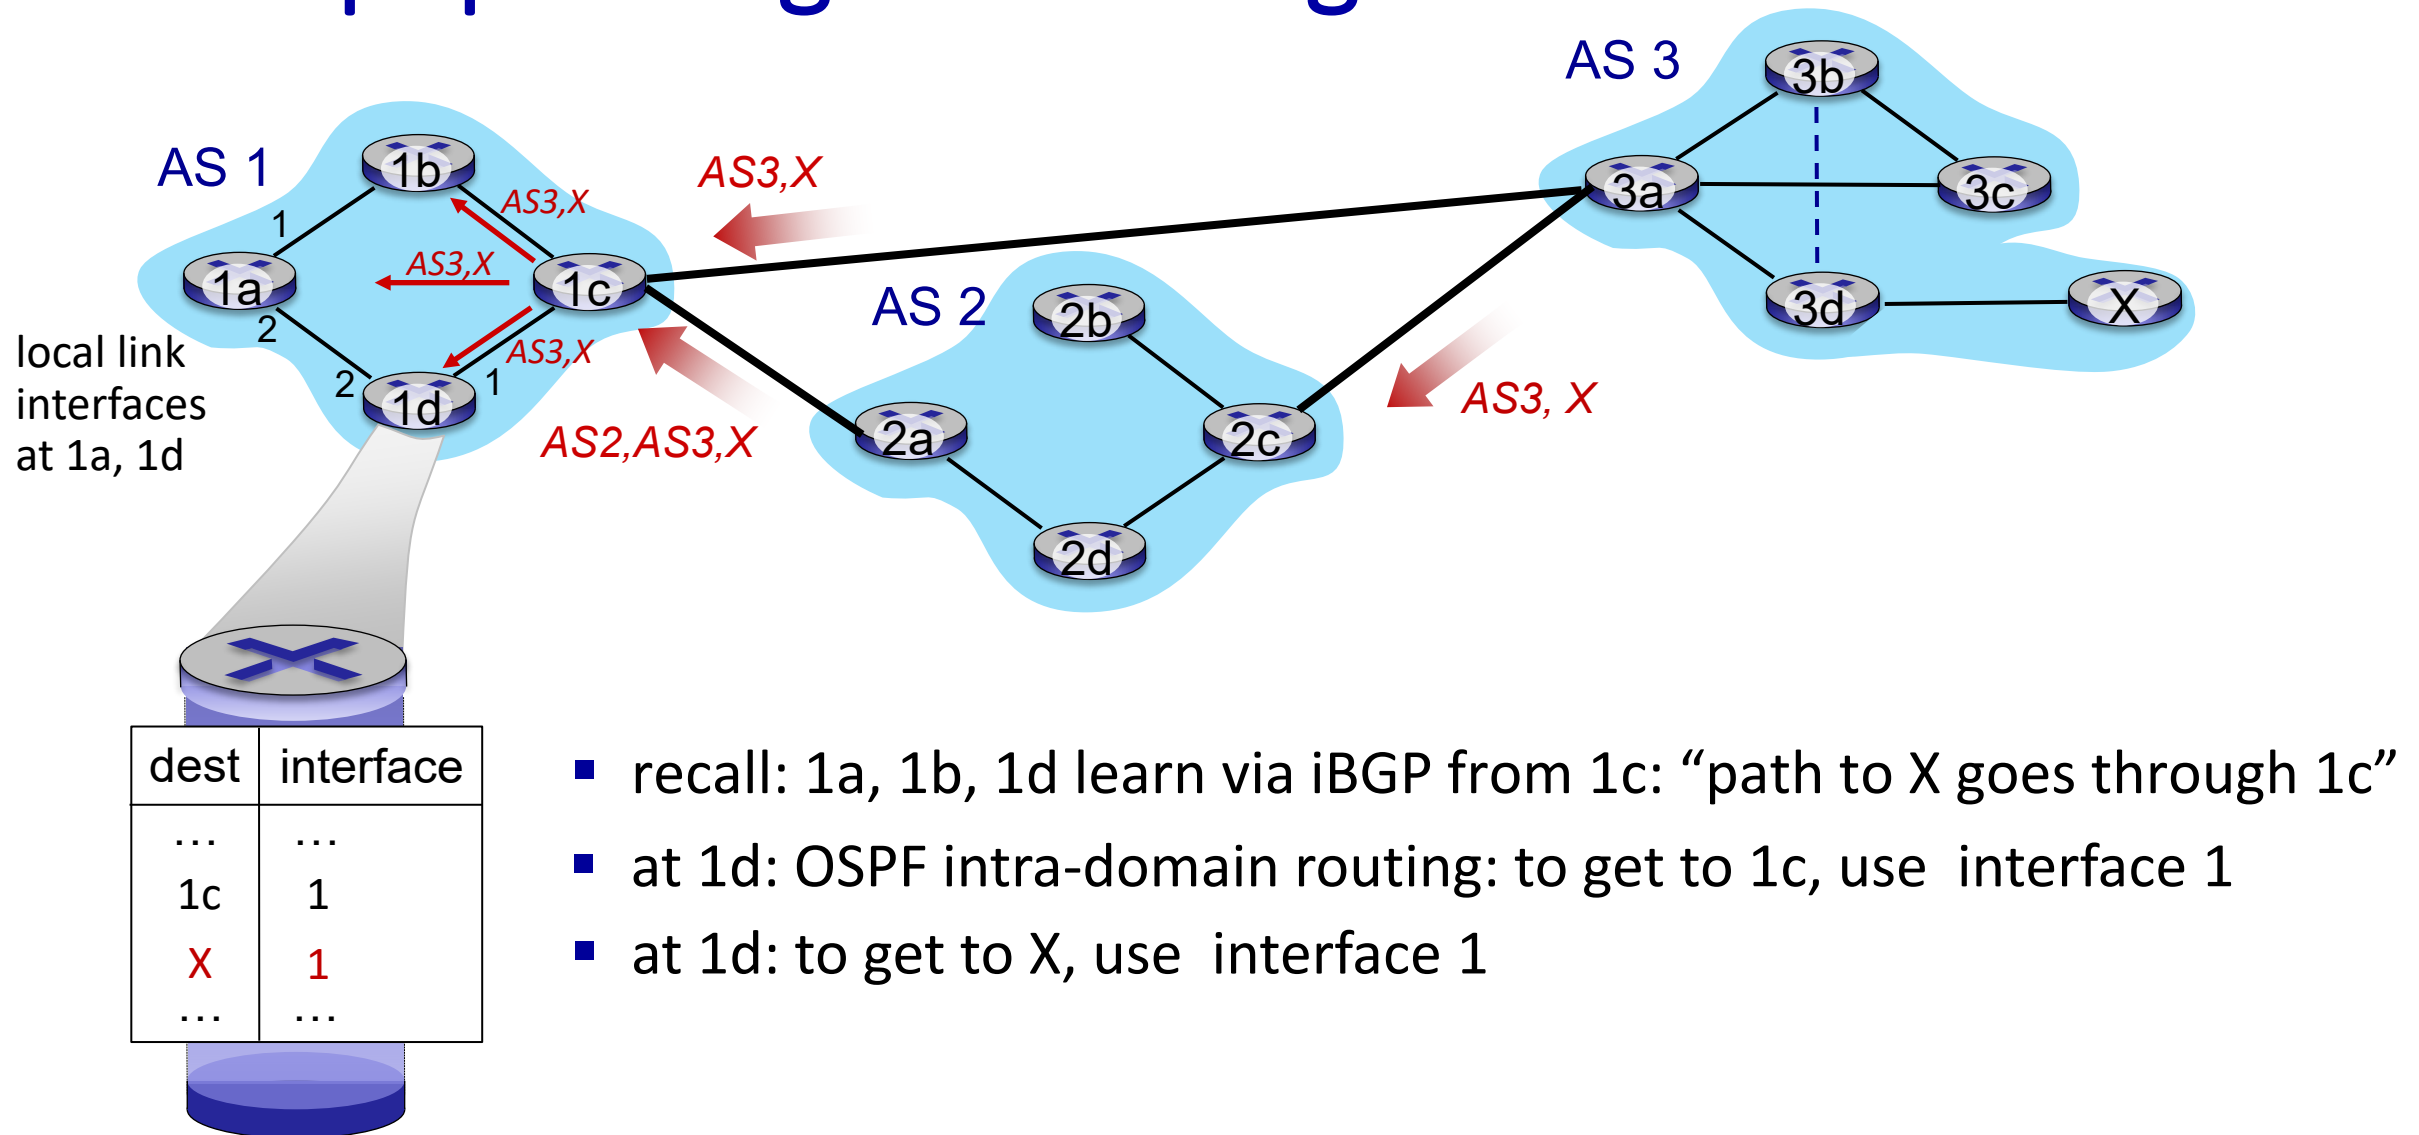 AS 3
3b
AS 1
1b
AS3,X
AS3,X
3a
3c
1
AS3,X
1a
1c
AS 2
2b
3d
X
2
local link
interfaces
at 1a, 1d
AS3,X
2
1
1d
AS3, X
AS2,AS3,X
2a
2c
2d
dest interface
... ...
1c 1
X 1
... ...
▪ recall: 1a, 1b, 1d learn via iBGP from 1c: “path to X goes through 1c”
▪ at 1d: OSPF intra-domain routing: to get to 1c, use interface 1
▪ at 1d: to get to X, use interface 1